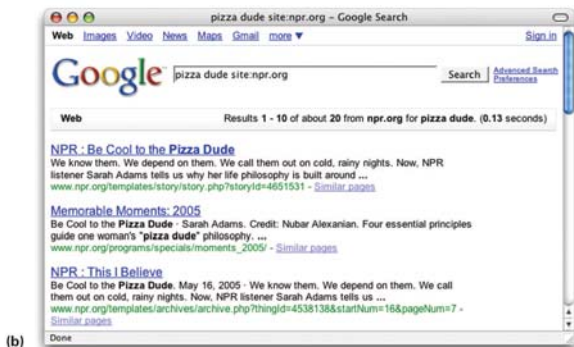 pizza dude site:npr.org – Google Search
Web Images Video News Maps Gmail more ▼ Sign in
Google™ pizza dude site:npr.org Search Advanced Search
Preferences
Web Results 1 - 10 of about 20 from npr.org for pizza dude. (0.13 seconds)
NPR : Be Cool to the Pizza Dude
We know them. We depend on them. We call them out on cold, rainy nights. Now, NPR
listener Sarah Adams tells us why her life philosophy is built around ...
www.npr.org/templates/story/story.php?storyId=4651531 - Similar pages
Memorable Moments: 2005
Be Cool to the Pizza Dude · Sarah Adams. Credit: Nubar Alexanian. Four essential principles
guide one woman's "pizza dude" philosophy. ...
www.npr.org/programs/specials/moments_2005/ - Similar pages
NPR : This I Believe
Be Cool to the Pizza Dude. May 16, 2005 · We know them. We depend on them. We call
them out on cold, rainy nights. Now, NPR listener Sarah Adams tells us ...
www.npr.org/templates/archives/archive.php?thingId=4538138&startNum=16&pageNum=7 -
Similar pages
(b) Done